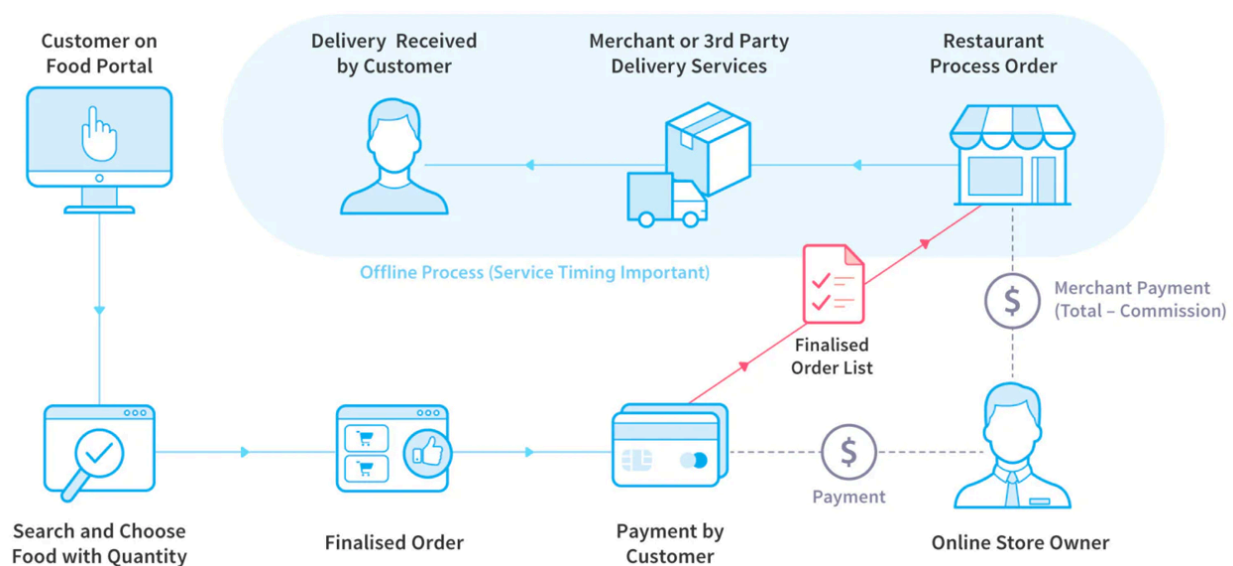 Customer on
Food Portal
Delivery  Received
by Customer
Merchant or 3rd Party
Delivery Services
Restaurant
Process Order
Offline Process (Service Timing Important)
$
Merchant Payment
(Total – Commission)
Finalised
Order List
$
Payment
Search and Choose
Food with Quantity
Finalised Order
Payment by
Customer
Online Store Owner